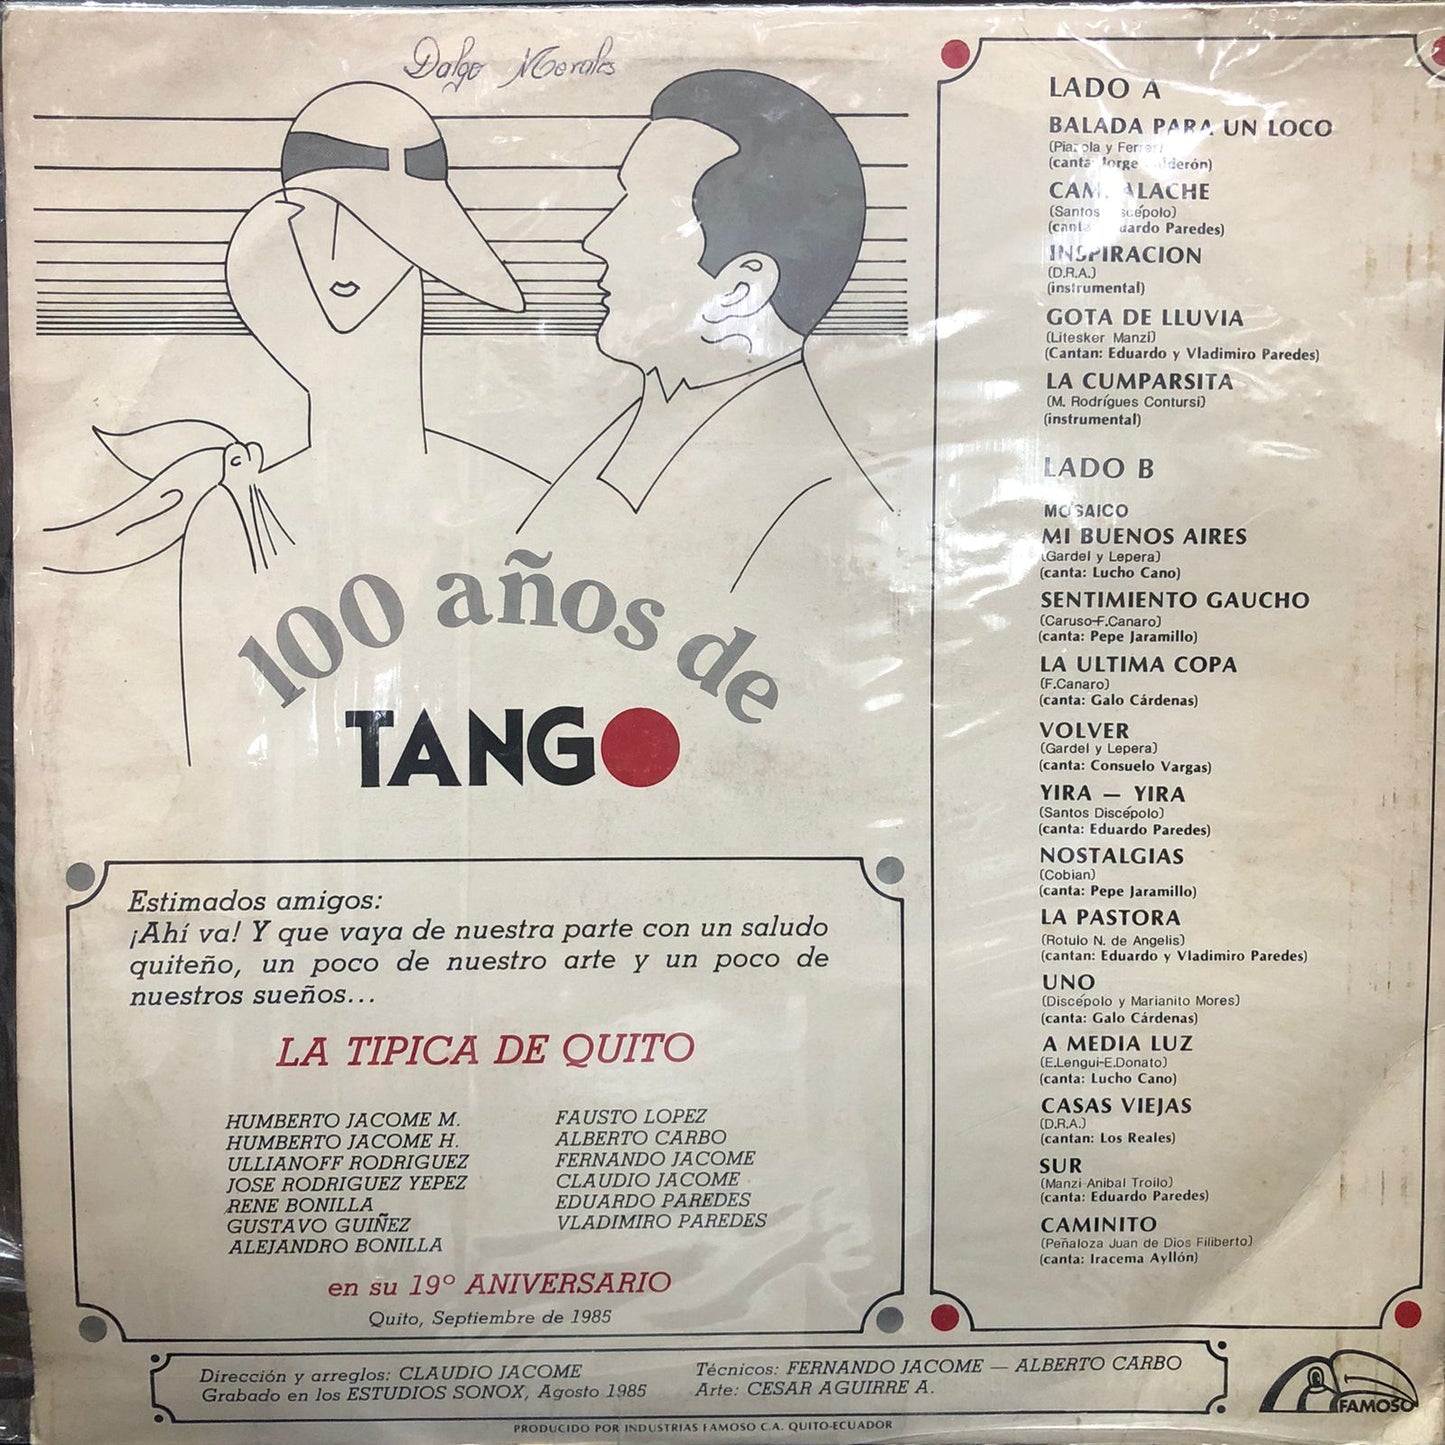 Dalgo Morales
100 años de
TANGO
Estimados amigos:
¡Ahí va! Y que vaya de nuestra parte con un saludo
quiteño, un poco de nuestro arte y un poco de
nuestros sueños...
LA TIPICA DE QUITO
HUMBERTO JACOME M.
HUMBERTO JACOME H.
ULLIANOFF RODRIGUEZ
JOSE RODRIGUEZ YEPEZ
RENE BONILLA
GUSTAVO GUIÑEZ
ALEJANDRO BONILLA
FAUSTO LOPEZ
ALBERTO CARBO
FERNANDO JACOME
CLAUDIO JACOME
EDUARDO PAREDES
VLADIMIRO PAREDES
en su 19º ANIVERSARIO
Quito, Septiembre de 1985
LADO A
BALADA PARA UN LOCO
(Piazola y
(canta: Jorge
(Santos
Eduardo Paredes)
INSPIRACION
(D.R.A.)
(instrumental)
GOTA DE LLUVIA
(Litesker Manzi)
(Cantan: Eduardo y Vladimiro Paredes)
LA CUMPARSITA
(M. Rodrígues Contursi)
(instrumental)
LADO B
MOSAICO
MI BUENOS AIRES
(Gardel y Lepera)
(canta: Lucho Cano)
SENTIMIENTO GAUCHO
(Caruso-F.Canaro)
(canta: Pepe Jaramillo)
LA ULTIMA COPA
(F.Canaro)
(canta: Galo Cárdenas)
VOLVER
(Gardel y Lepera)
(canta: Consuelo Vargas)
YIRA — YIRA
(Santos Discépolo)
(canta: Eduardo Paredes)
NOSTALGIAS
(Cobian)
(canta: Pepe Jaramillo)
LA PASTORA
(Rotulo N. de Angelis)
(cantan: Eduardo y Vladimiro Paredes)
UNO
(Discépolo y Marianito Mores)
(canta: Galo Cárdenas)
A MEDIA LUZ
(E.Lengui-E.Donato)
(canta: Lucho Cano)
CASAS VIEJAS
(D.R.A.)
(cantan: Los Reales)
SUR
(Manzi-Anibal Troilo)
(canta: Eduardo Paredes)
CAMINITO
(Peñaloza Juan de Dios Filiberto)
(canta: Iracema Ayllón)
Dirección y arreglos: CLAUDIO JACOME
Grabado en los ESTUDIOS SONOX, Agosto 1985
Técnicos: FERNANDO JACOME — ALBERTO CARBO
Arte: CESAR AGUIRRE A.
FAMOSO
PRODUCIDO POR INDUSTRIAS FAMOSO C.A. QUITO-ECUADOR